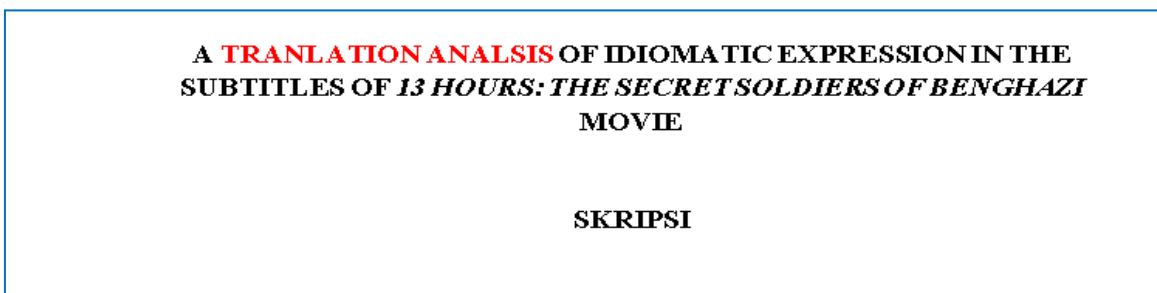 A TRANLATION ANALSIS OF IDIOMATIC EXPRESSION IN THE
SUBTITLES OF 13 HOURS: THE SECRET SOLDIERS OF BENGHAZI
MOVIE
SKRIPSI